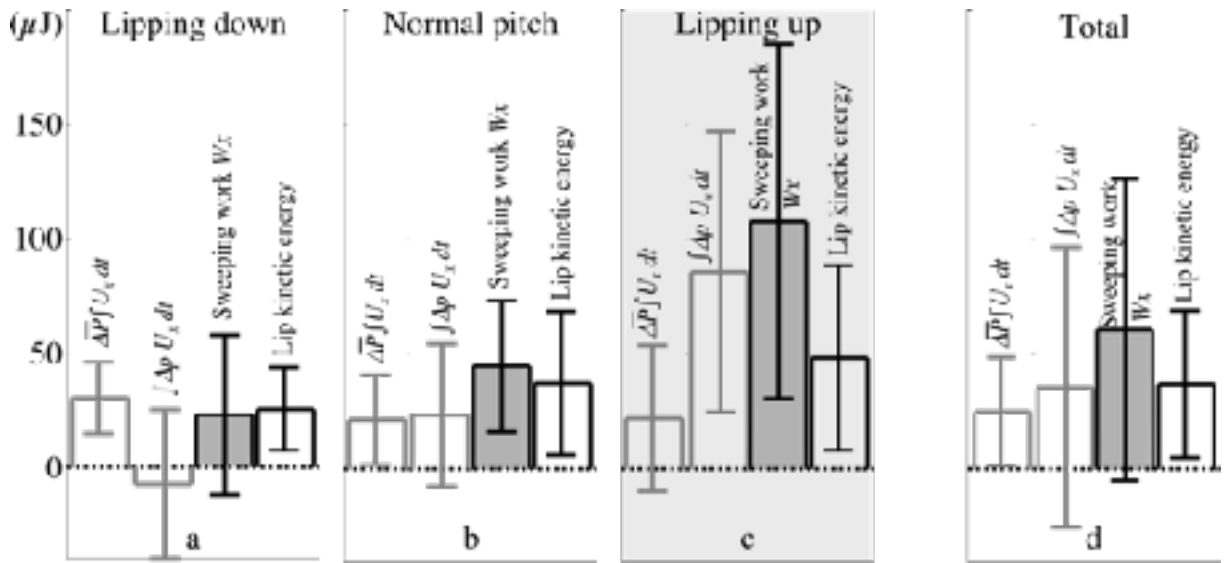 (μJ) Lipping down Normal pitch Lipping up Total
150
100
50
0
ΔP∫Uₓ dt
∫Δp Uₓ dt
Sweeping work Wx
Lip kinetic energy
a
ΔP∫Uₓ dt
∫Δp Uₓ dt
Sweeping work Wx
Lip kinetic energy
b
ΔP∫Uₓ dt
∫Δp Uₓ dt
Sweeping work
Wx
Lip kinetic energy
c
ΔP∫Uₓ dt
∫Δp Uₓ dt
Sweeping work
Wx
Lip kinetic energy
d